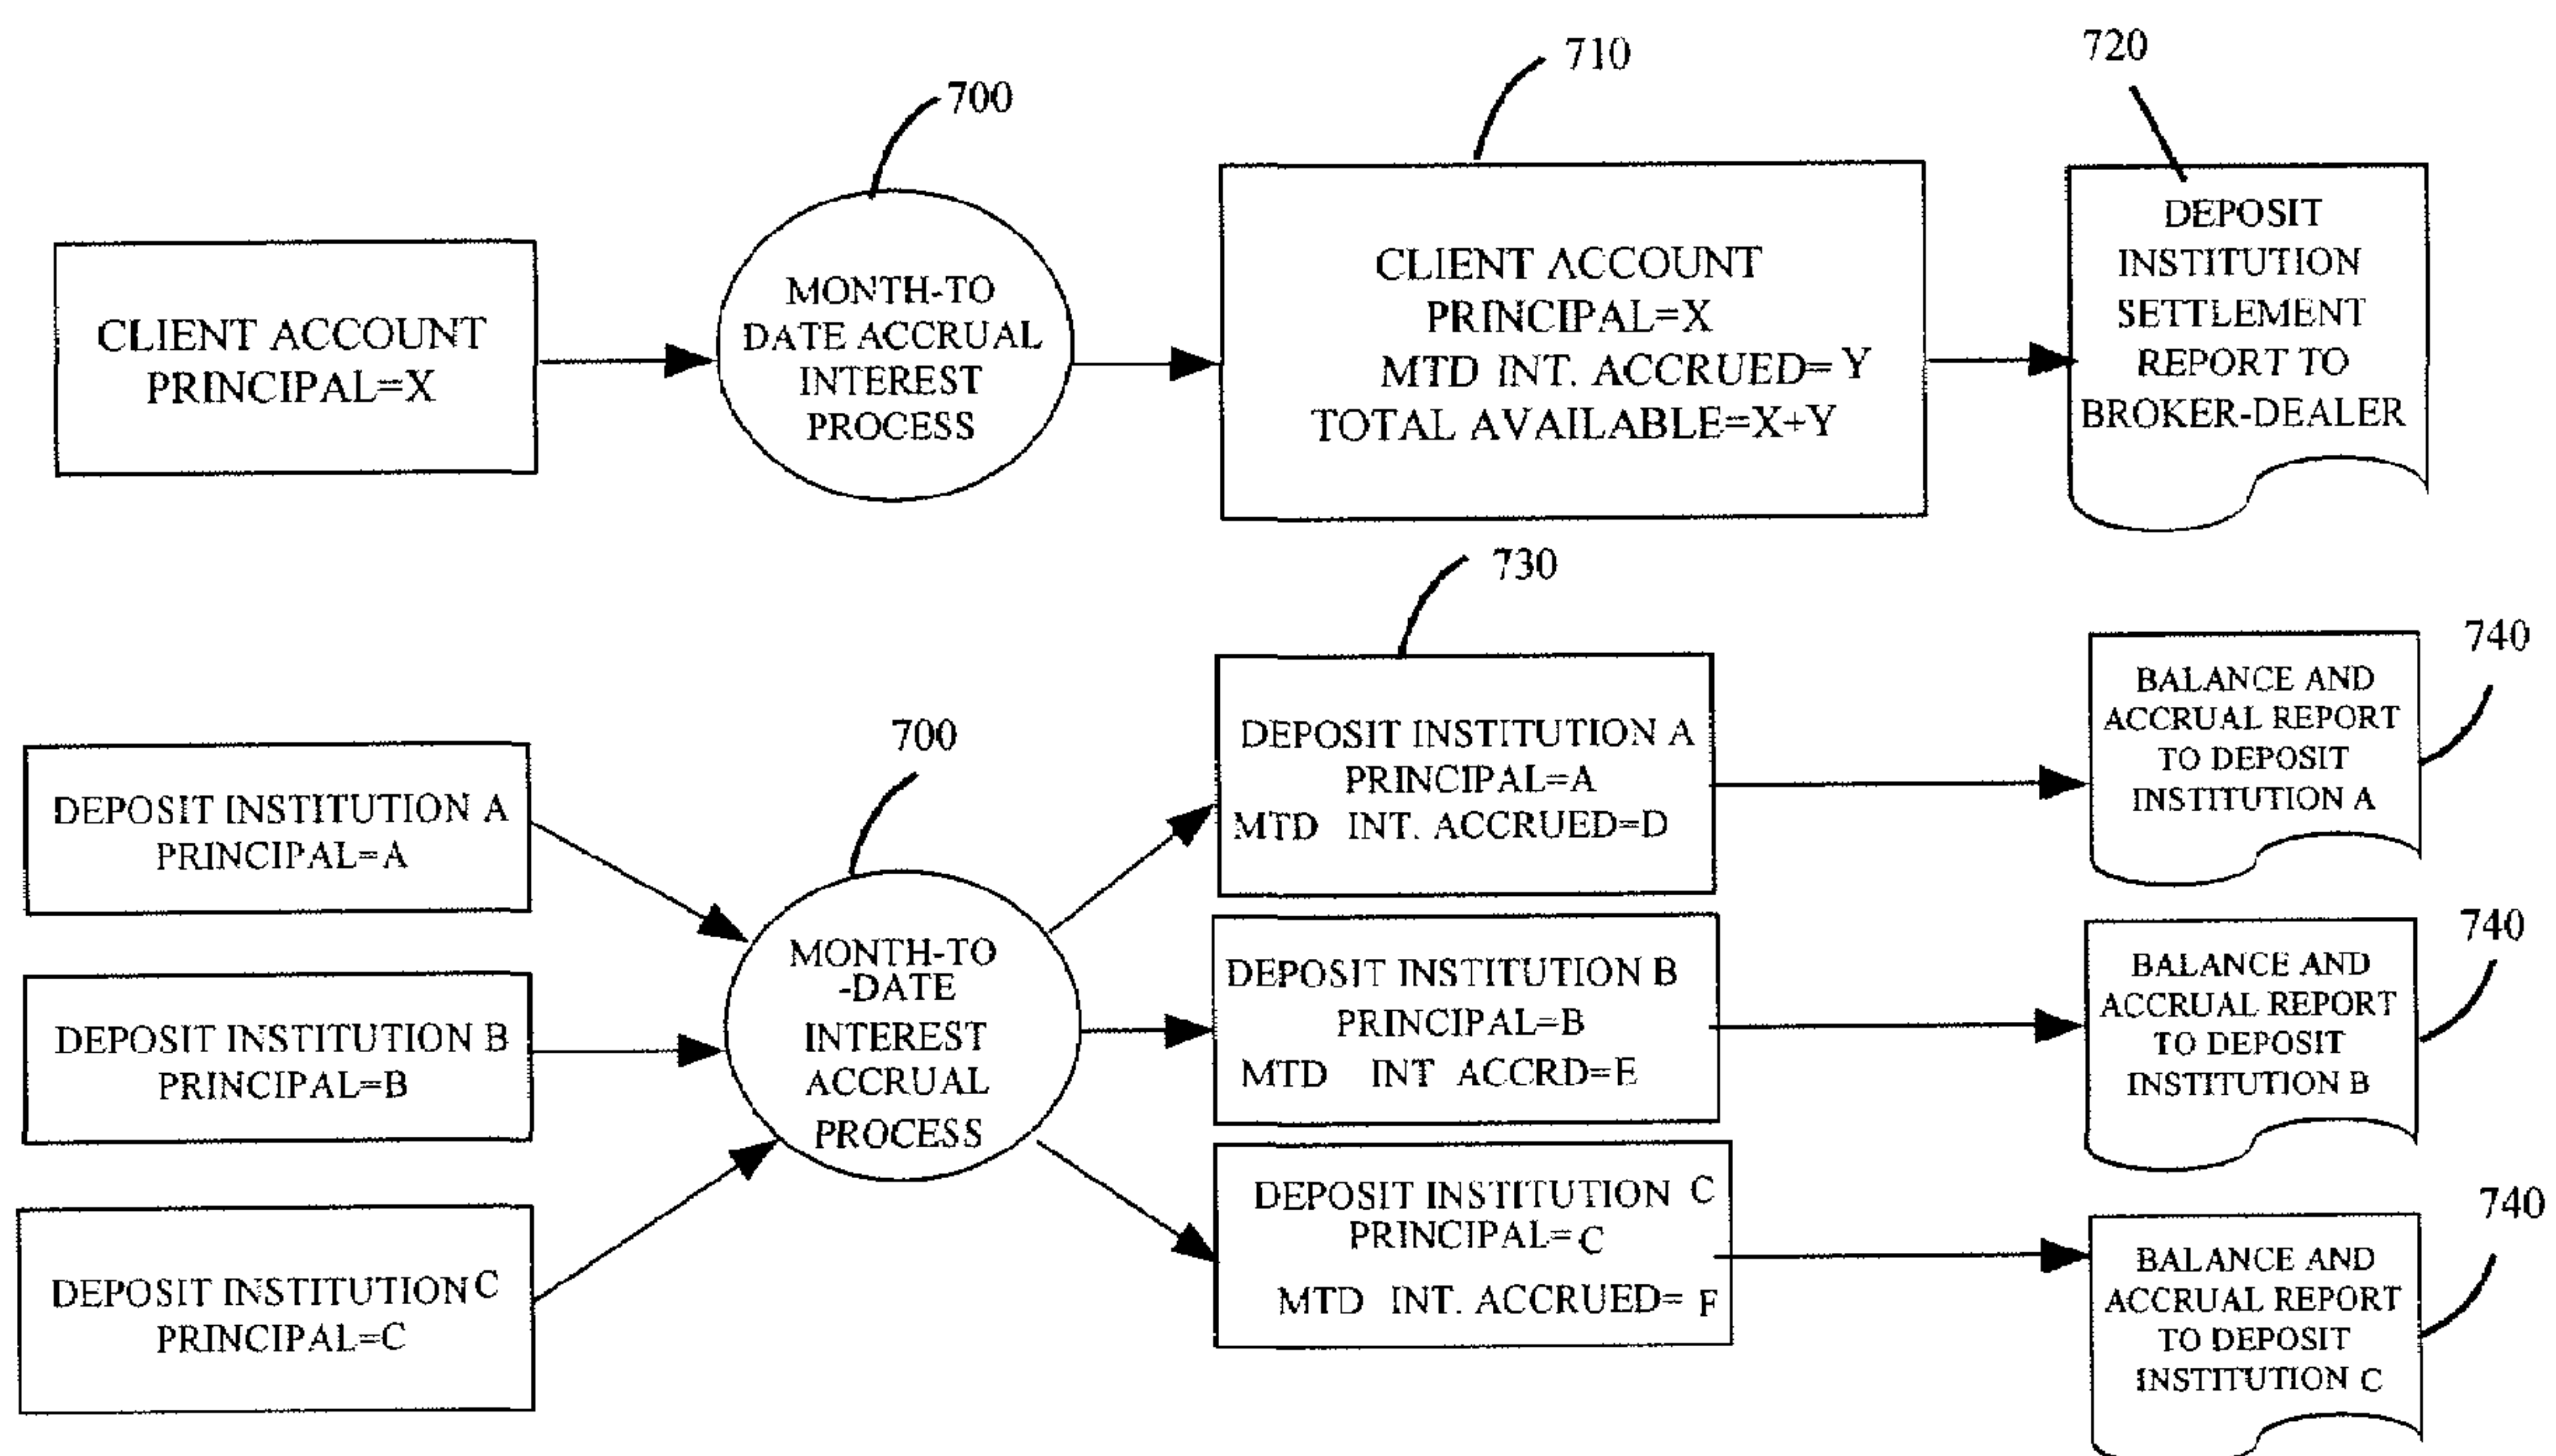 700
710
720
CLIENT ACCOUNT
PRINCIPAL=X
MONTH-TO
DATE ACCRUAL
INTEREST
PROCESS
CLIENT ACCOUNT
PRINCIPAL=X
MTD INT. ACCRUED= Y
TOTAL AVAILABLE=X+Y
DEPOSIT
INSTITUTION
SETTLEMENT
REPORT TO
BROKER-DEALER
730
740
700
DEPOSIT INSTITUTION A
PRINCIPAL=A
DEPOSIT INSTITUTION B
PRINCIPAL=B
DEPOSIT INSTITUTION C
PRINCIPAL=C
MONTH-TO
-DATE
INTEREST
ACCRUAL
PROCESS
DEPOSIT INSTITUTION A
PRINCIPAL=A
MTD INT. ACCRUED=D
BALANCE AND
ACCRUAL REPORT
TO DEPOSIT
INSTITUTION A
DEPOSIT INSTITUTION B
PRINCIPAL=B
MTD INT ACCRD=E
740
BALANCE AND
ACCRUAL REPORT
TO DEPOSIT
INSTITUTION B
DEPOSIT INSTITUTION C
PRINCIPAL= C
MTD INT. ACCRUED= F
740
BALANCE AND
ACCRUAL REPORT
TO DEPOSIT
INSTITUTION C